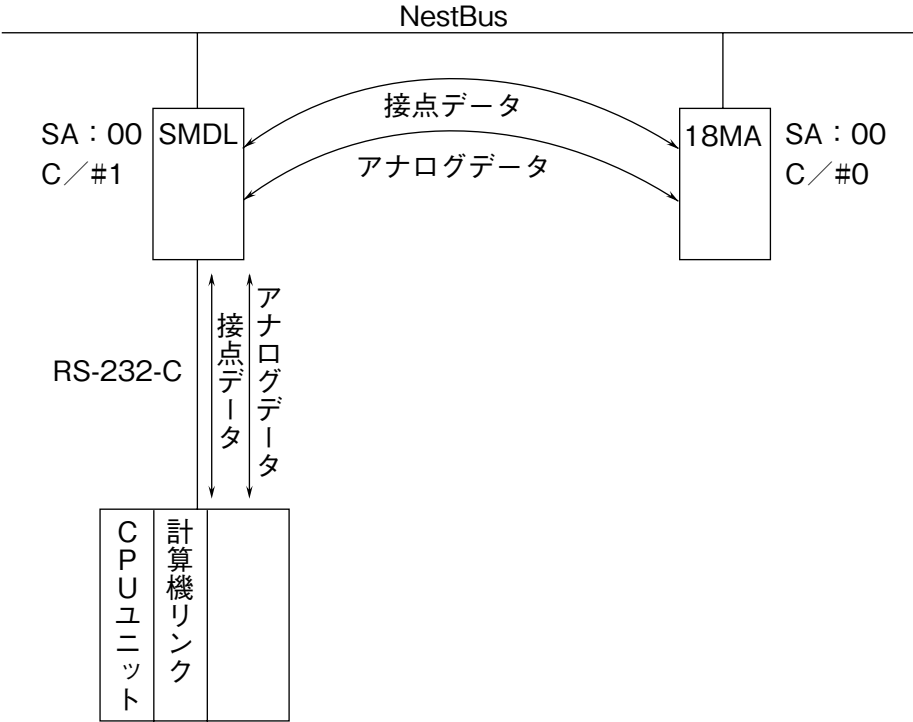 NestBus
接点データ
アナログデータ
SA：00
C／#1
SMDL
18MA
SA：00
C／#0
RS-232-C
接点データ
アナログデータ
CPUユニット
計算機リンク